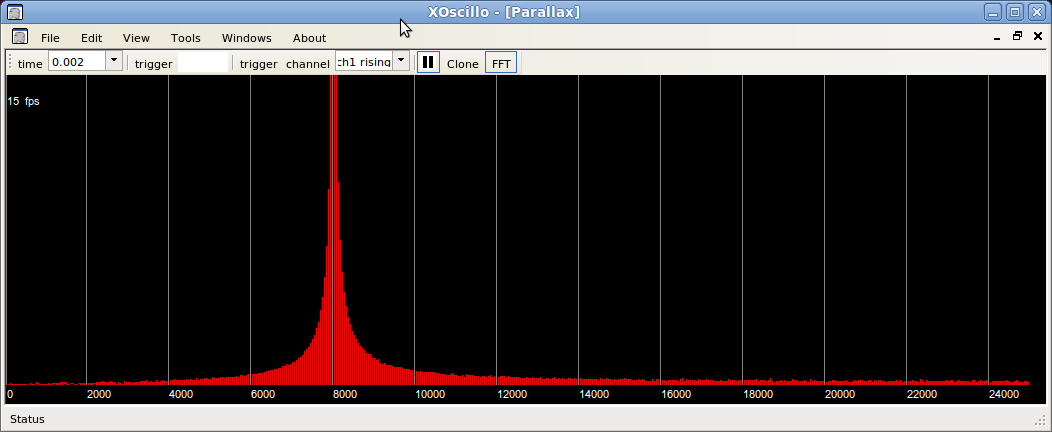 XOscillo - [Parallax]
File Edit View Tools Windows About
time 0.002 trigger trigger channel ch1 rising Clone FFT
15 fps
0 2000 4000 6000 8000 10000 12000 14000 16000 18000 20000 22000 24000
Status